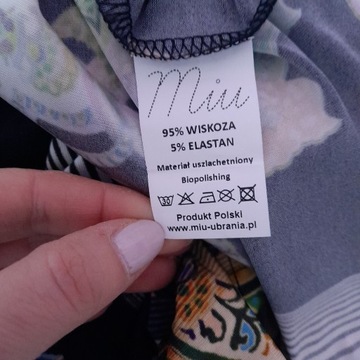 Miu
95% WISKOZA
5% ELASTAN
Materiał uszlachetniony
Biopolishing
Produkt Polski
www.miu-ubrania.pl